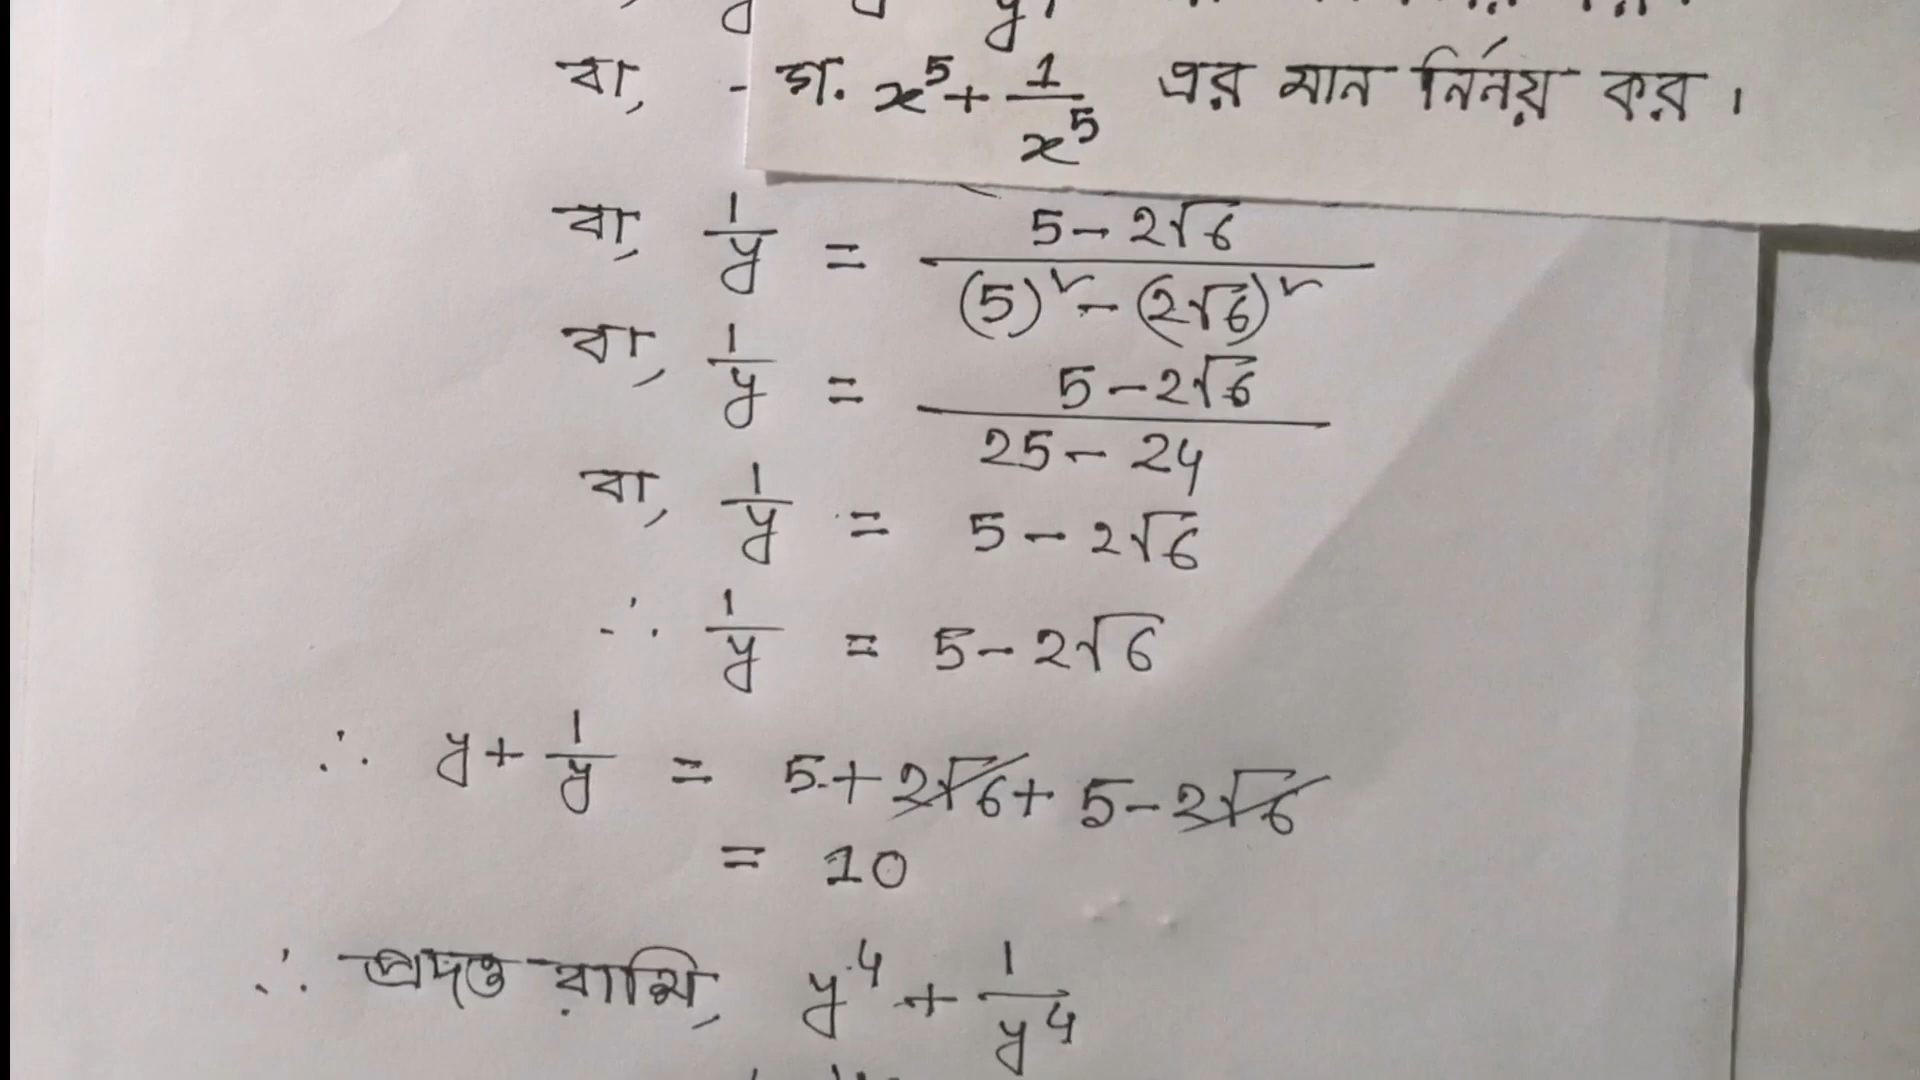 বা, - গ. x⁵ + 1/x⁵ এর মান নির্নয় কর।
বা, 1/y = (5 - 2√6)/((5)² - (2√6)²)
বা, 1/y = (5 - 2√6)/(25 - 24)
বা, 1/y = 5 - 2√6
∴ 1/y = 5 - 2√6
∴ y + 1/y = 5 + 2√6 + 5 - 2√6
= 10
∴ প্রদত্ত রাশি, y⁴ + 1/y⁴